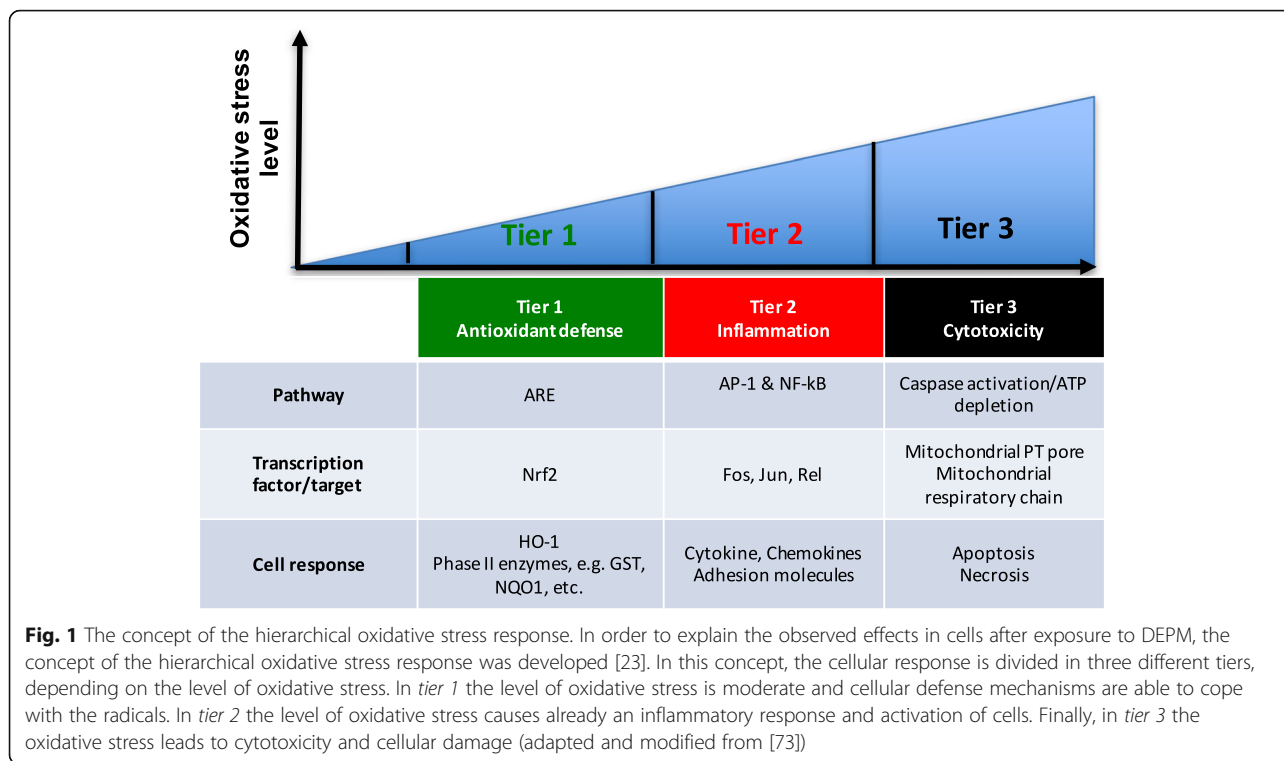 Oxidative stress
level
Tier 1
Tier 2
Tier 3
Tier 1
Antioxidant defense
Tier 2
Inflammation
Tier 3
Cytotoxicity
Pathway
ARE
AP-1 & NF-kB
Caspase activation/ATP
depletion
Transcription
factor/target
Nrf2
Fos, Jun, Rel
Mitochondrial PT pore
Mitochondrial
respiratory chain
Cell response
HO-1
Phase II enzymes, e.g. GST,
NQO1, etc.
Cytokine, Chemokines
Adhesion molecules
Apoptosis
Necrosis
Fig. 1 The concept of the hierarchical oxidative stress response. In order to explain the observed effects in cells after exposure to DEPM, the
concept of the hierarchical oxidative stress response was developed [23]. In this concept, the cellular response is divided in three different tiers,
depending on the level of oxidative stress. In tier 1 the level of oxidative stress is moderate and cellular defense mechanisms are able to cope
with the radicals. In tier 2 the level of oxidative stress causes already an inflammatory response and activation of cells. Finally, in tier 3 the
oxidative stress leads to cytotoxicity and cellular damage (adapted and modified from [73])